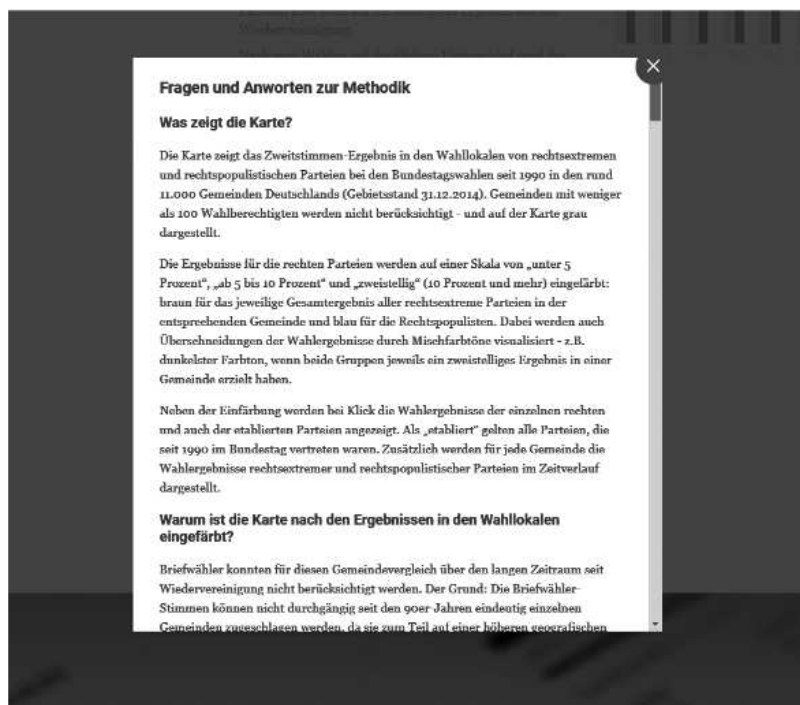 Wiedervereinigung
Fragen und Anworten zur Methodik
Was zeigt die Karte?
Die Karte zeigt das Zweitstimmen-Ergebnis in den Wahllokalen von rechtsextremen
und rechtspopulistischen Parteien bei den Bundestagswahlen seit 1990 in den rund
11.000 Gemeinden Deutschlands (Gebietsstand 31.12.2014). Gemeinden mit weniger
als 100 Wahlberechtigten werden nicht berücksichtigt - und auf der Karte grau
dargestellt.
Die Ergebnisse für die rechten Parteien werden auf einer Skala von „unter 5
Prozent“, „ab 5 bis 10 Prozent“ und „zweistellig“ (10 Prozent und mehr) eingefärbt:
braun für das jeweilige Gesamtergebnis aller rechtsextreme Parteien in der
entsprechenden Gemeinde und blau für die Rechtspopulisten. Dabei werden auch
Überschneidungen der Wahlergebnisse durch Mischfarbtöne visualisiert - z.B.
dunkelster Farbton, wenn beide Gruppen jeweils ein zweistelliges Ergebnis in einer
Gemeinde erzielt haben.
Neben der Einfärbung werden bei Klick die Wahlergebnisse der einzelnen rechten
und auch der etablierten Parteien angezeigt. Als „etabliert“ gelten alle Parteien, die
seit 1990 im Bundestag vertreten waren. Zusätzlich werden für jede Gemeinde die
Wahlergebnisse rechtsextremer und rechtspopulistischer Parteien im Zeitverlauf
dargestellt.
Warum ist die Karte nach den Ergebnissen in den Wahllokalen
eingefärbt?
Briefwähler konnten für diesen Gemeindevergleich über den langen Zeitraum seit
Wiedervereinigung nicht berücksichtigt werden. Der Grund: Die Briefwähler-
Stimmen können nicht durchgängig seit den 90er Jahren eindeutig einzelnen
Gemeinden zugeschlagen werden, da sie zum Teil auf einer höheren geografischen